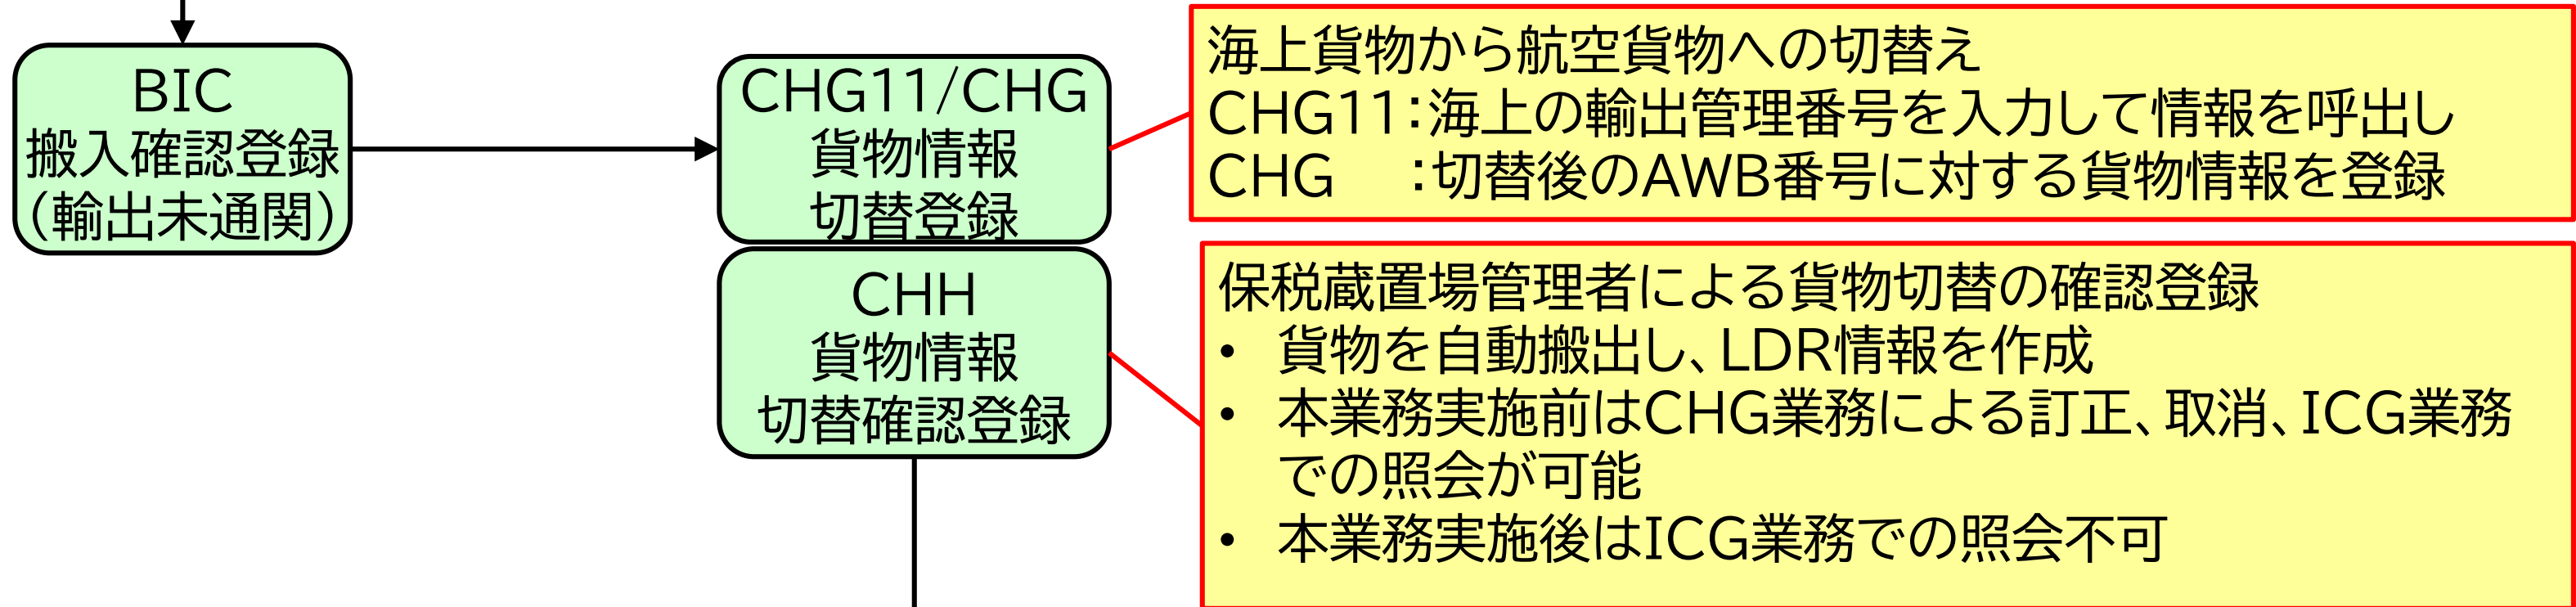 BIC
搬入確認登録
（輸出未通関）
CHG11/CHG
貨物情報
切替登録
海上貨物から航空貨物への切替え
CHG11：海上の輸出管理番号を入力して情報を呼出し
CHG　：切替後のAWB番号に対する貨物情報を登録
CHH
貨物情報
切替確認登録
保税蔵置場管理者による貨物切替の確認登録
• 貨物を自動搬出し、LDR情報を作成
• 本業務実施前はCHG業務による訂正、取消、ICG業務
での照会が可能
• 本業務実施後はICG業務での照会不可